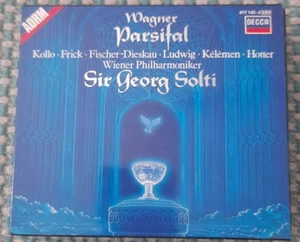 ADRM
DECCA
Wagner
Parsifal
Kollo · Frick · Fischer-Dieskau · Ludwig · Kélémen · Hotter
Wiener Philharmoniker
Sir Georg Solti